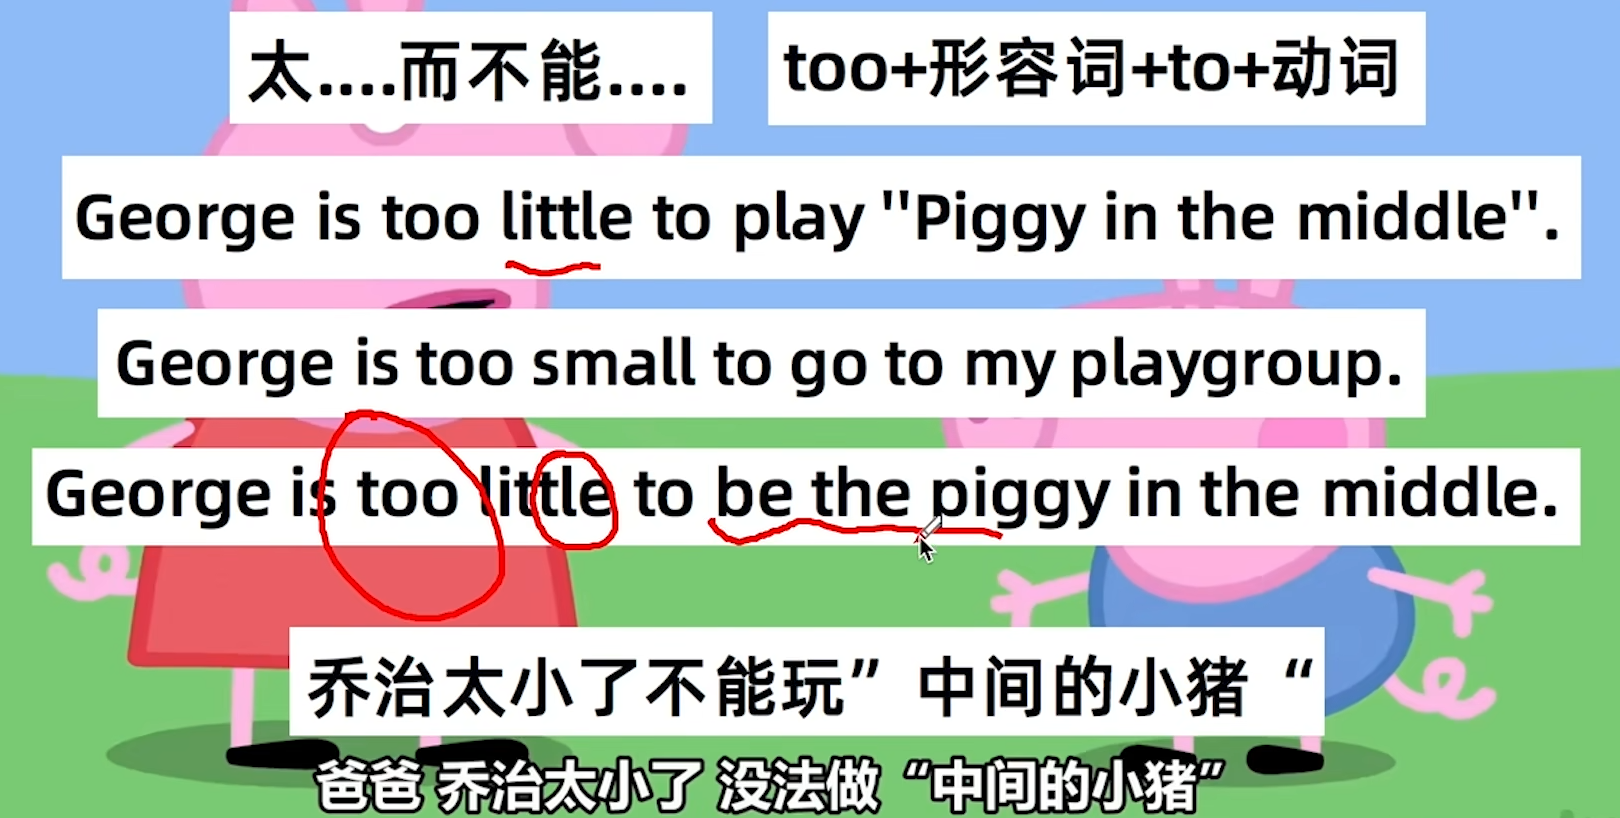 太....而不能....
too+形容词+to+动词
George is too little to play "Piggy in the middle".
George is too small to go to my playgroup.
George is too little to be the piggy in the middle.
乔治太小了不能玩”中间的小猪“
爸爸 乔治太小了 没法做“中间的小猪”